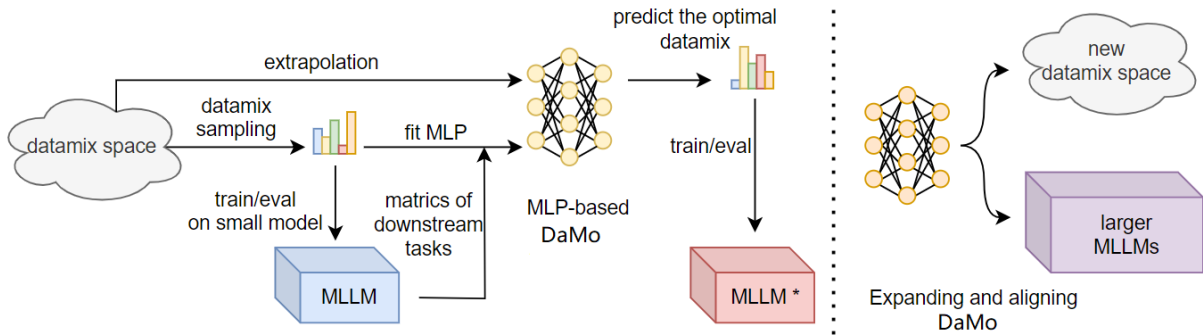 predict the optimal
datamix
extrapolation
datamix
sampling
datamix space
fit MLP
train/eval
on small model
matrics of
downstream
tasks
MLP-based
DaMo
train/eval
MLLM
MLLM *
new
datamix space
larger
MLLMs
Expanding and aligning
DaMo